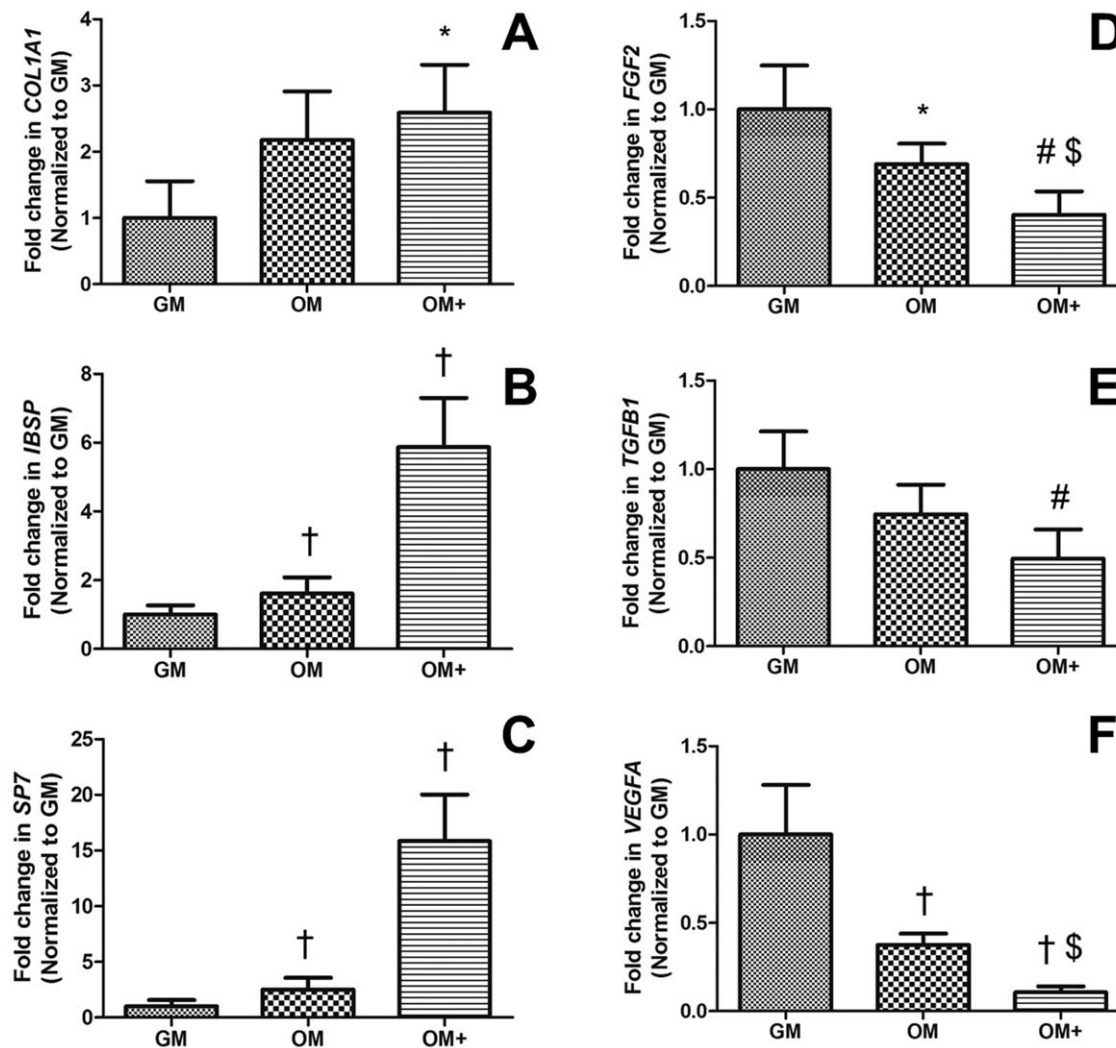 A
Fold change in COL1A1
(Normalized to GM)
4
3
2
1
0
*
GM OM OM+
D
Fold change in FGF2
(Normalized to GM)
1.5
1.0
0.5
0.0
*
# $
GM OM OM+
B
Fold change in IBSP
(Normalized to GM)
8
6
4
2
0
†
†
GM OM OM+
E
Fold change in TGFB1
(Normalized to GM)
1.5
1.0
0.5
0.0
#
GM OM OM+
C
Fold change in SP7
(Normalized to GM)
25
20
15
10
5
0
†
†
GM OM OM+
F
Fold change in VEGFA
(Normalized to GM)
1.5
1.0
0.5
0.0
†
† $
GM OM OM+